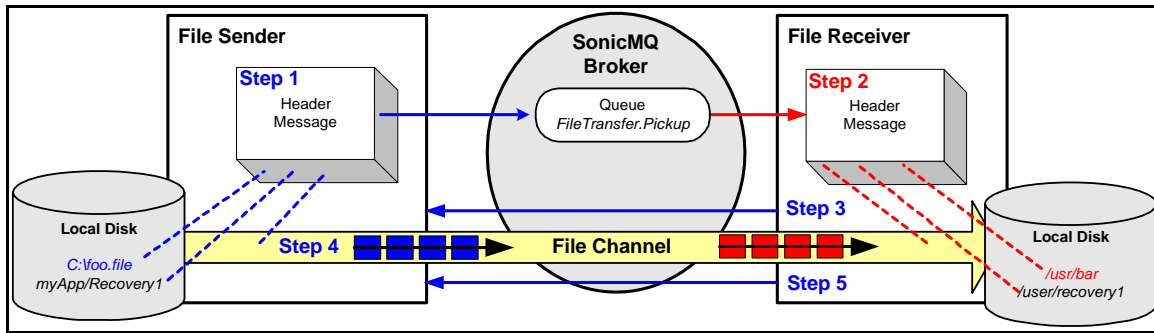 File Sender
Step 1
Header
Message
SonicMQ
Broker
Queue
FileTransfer.Pickup
File Receiver
Step 2
Header
Message
Local Disk
C:\foo.file
myApp/Recovery1
Step 3
Step 4
File Channel
Step 5
Local Disk
/usr/bar
/user/recovery1